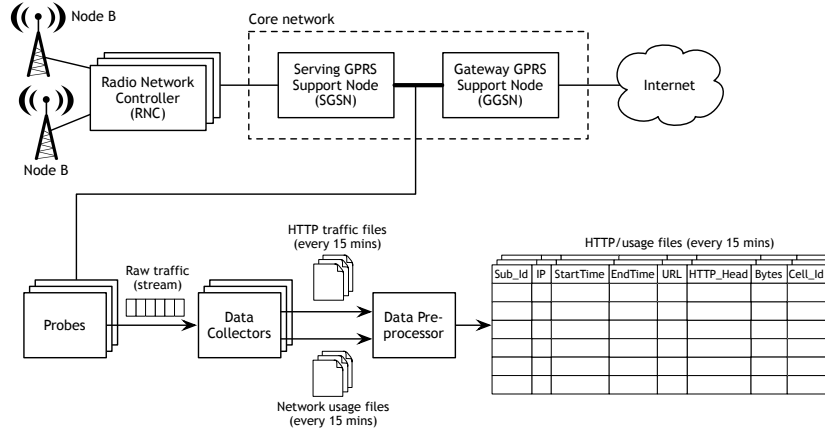 Node B
Core network
Radio Network
Controller
(RNC)
Serving GPRS
Support Node
(SGSN)
Gateway GPRS
Support Node
(GGSN)
Internet
Node B
HTTP traffic files
(every 15 mins)
HTTP/usage files (every 15 mins)
Raw traffic
(stream)
Sub_Id IP StartTime EndTime URL HTTP_Head Bytes Cell_Id
Probes
Data
Collectors
Data Pre-
processor
Network usage files
(every 15 mins)